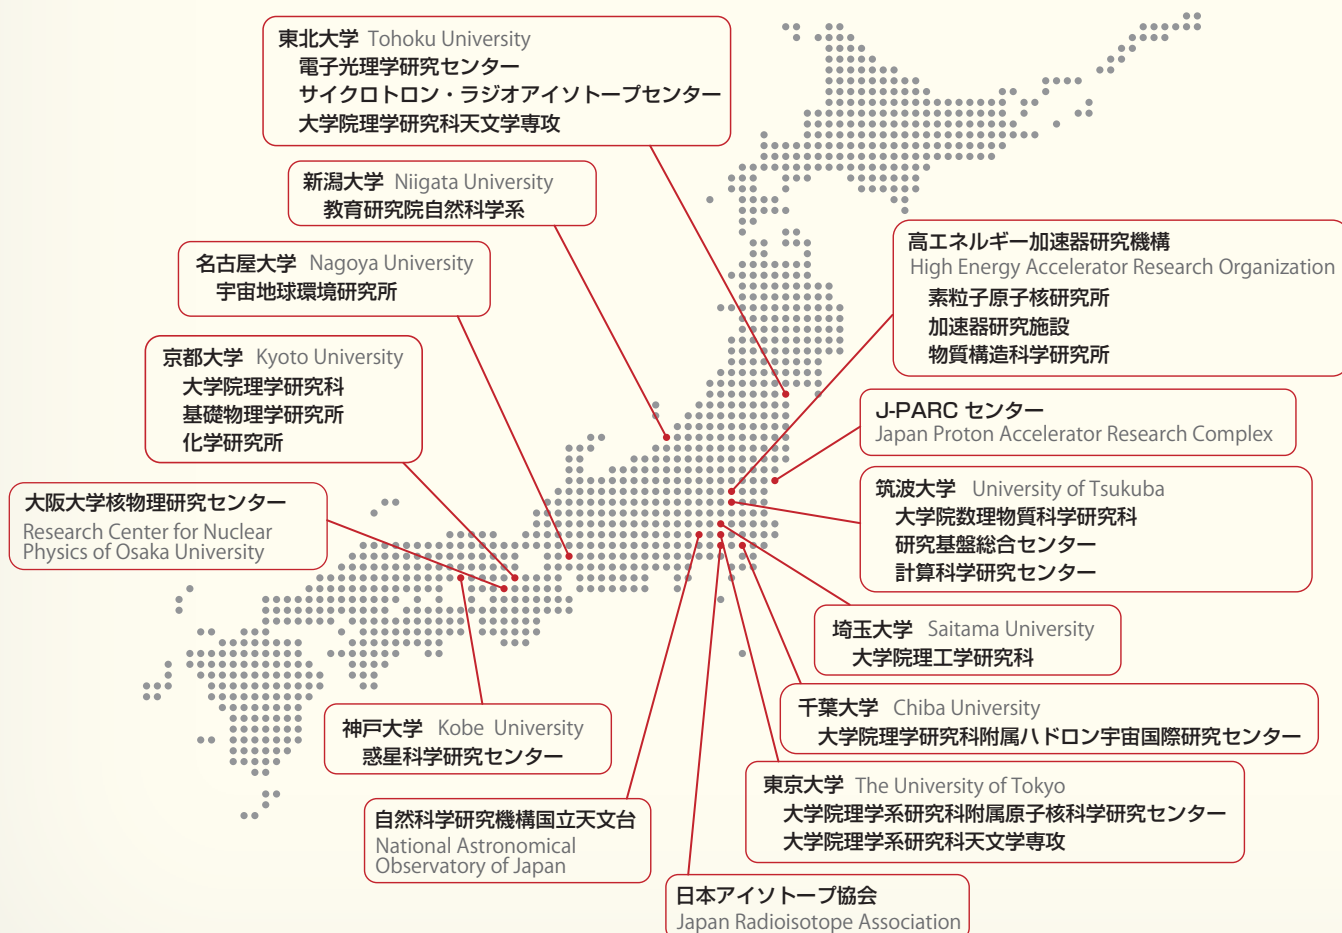 東北大学 Tohoku University
電子光理学研究センター
サイクロトロン・ラジオアイソトープセンター
大学院理学研究科天文学専攻
新潟大学 Niigata University
教育研究院自然科学系
名古屋大学 Nagoya University
宇宙地球環境研究所
京都大学 Kyoto University
大学院理学研究科
基礎物理学研究所
化学研究所
大阪大学核物理研究センター
Research Center for Nuclear
Physics of Osaka University
高エネルギー加速器研究機構
High Energy Accelerator Research Organization
素粒子原子核研究所
加速器研究施設
物質構造科学研究所
J-PARC センター
Japan Proton Accelerator Research Complex
筑波大学 University of Tsukuba
大学院数理物質科学研究科
研究基盤総合センター
計算科学研究センター
埼玉大学 Saitama University
大学院理工学研究科
千葉大学 Chiba University
大学院理学研究科附属ハドロン宇宙国際研究センター
神戸大学 Kobe University
惑星科学研究センター
東京大学 The University of Tokyo
大学院理学系研究科附属原子核科学研究センター
大学院理学系研究科天文学専攻
自然科学研究機構国立天文台
National Astronomical
Observatory of Japan
日本アイソトープ協会
Japan Radioisotope Association